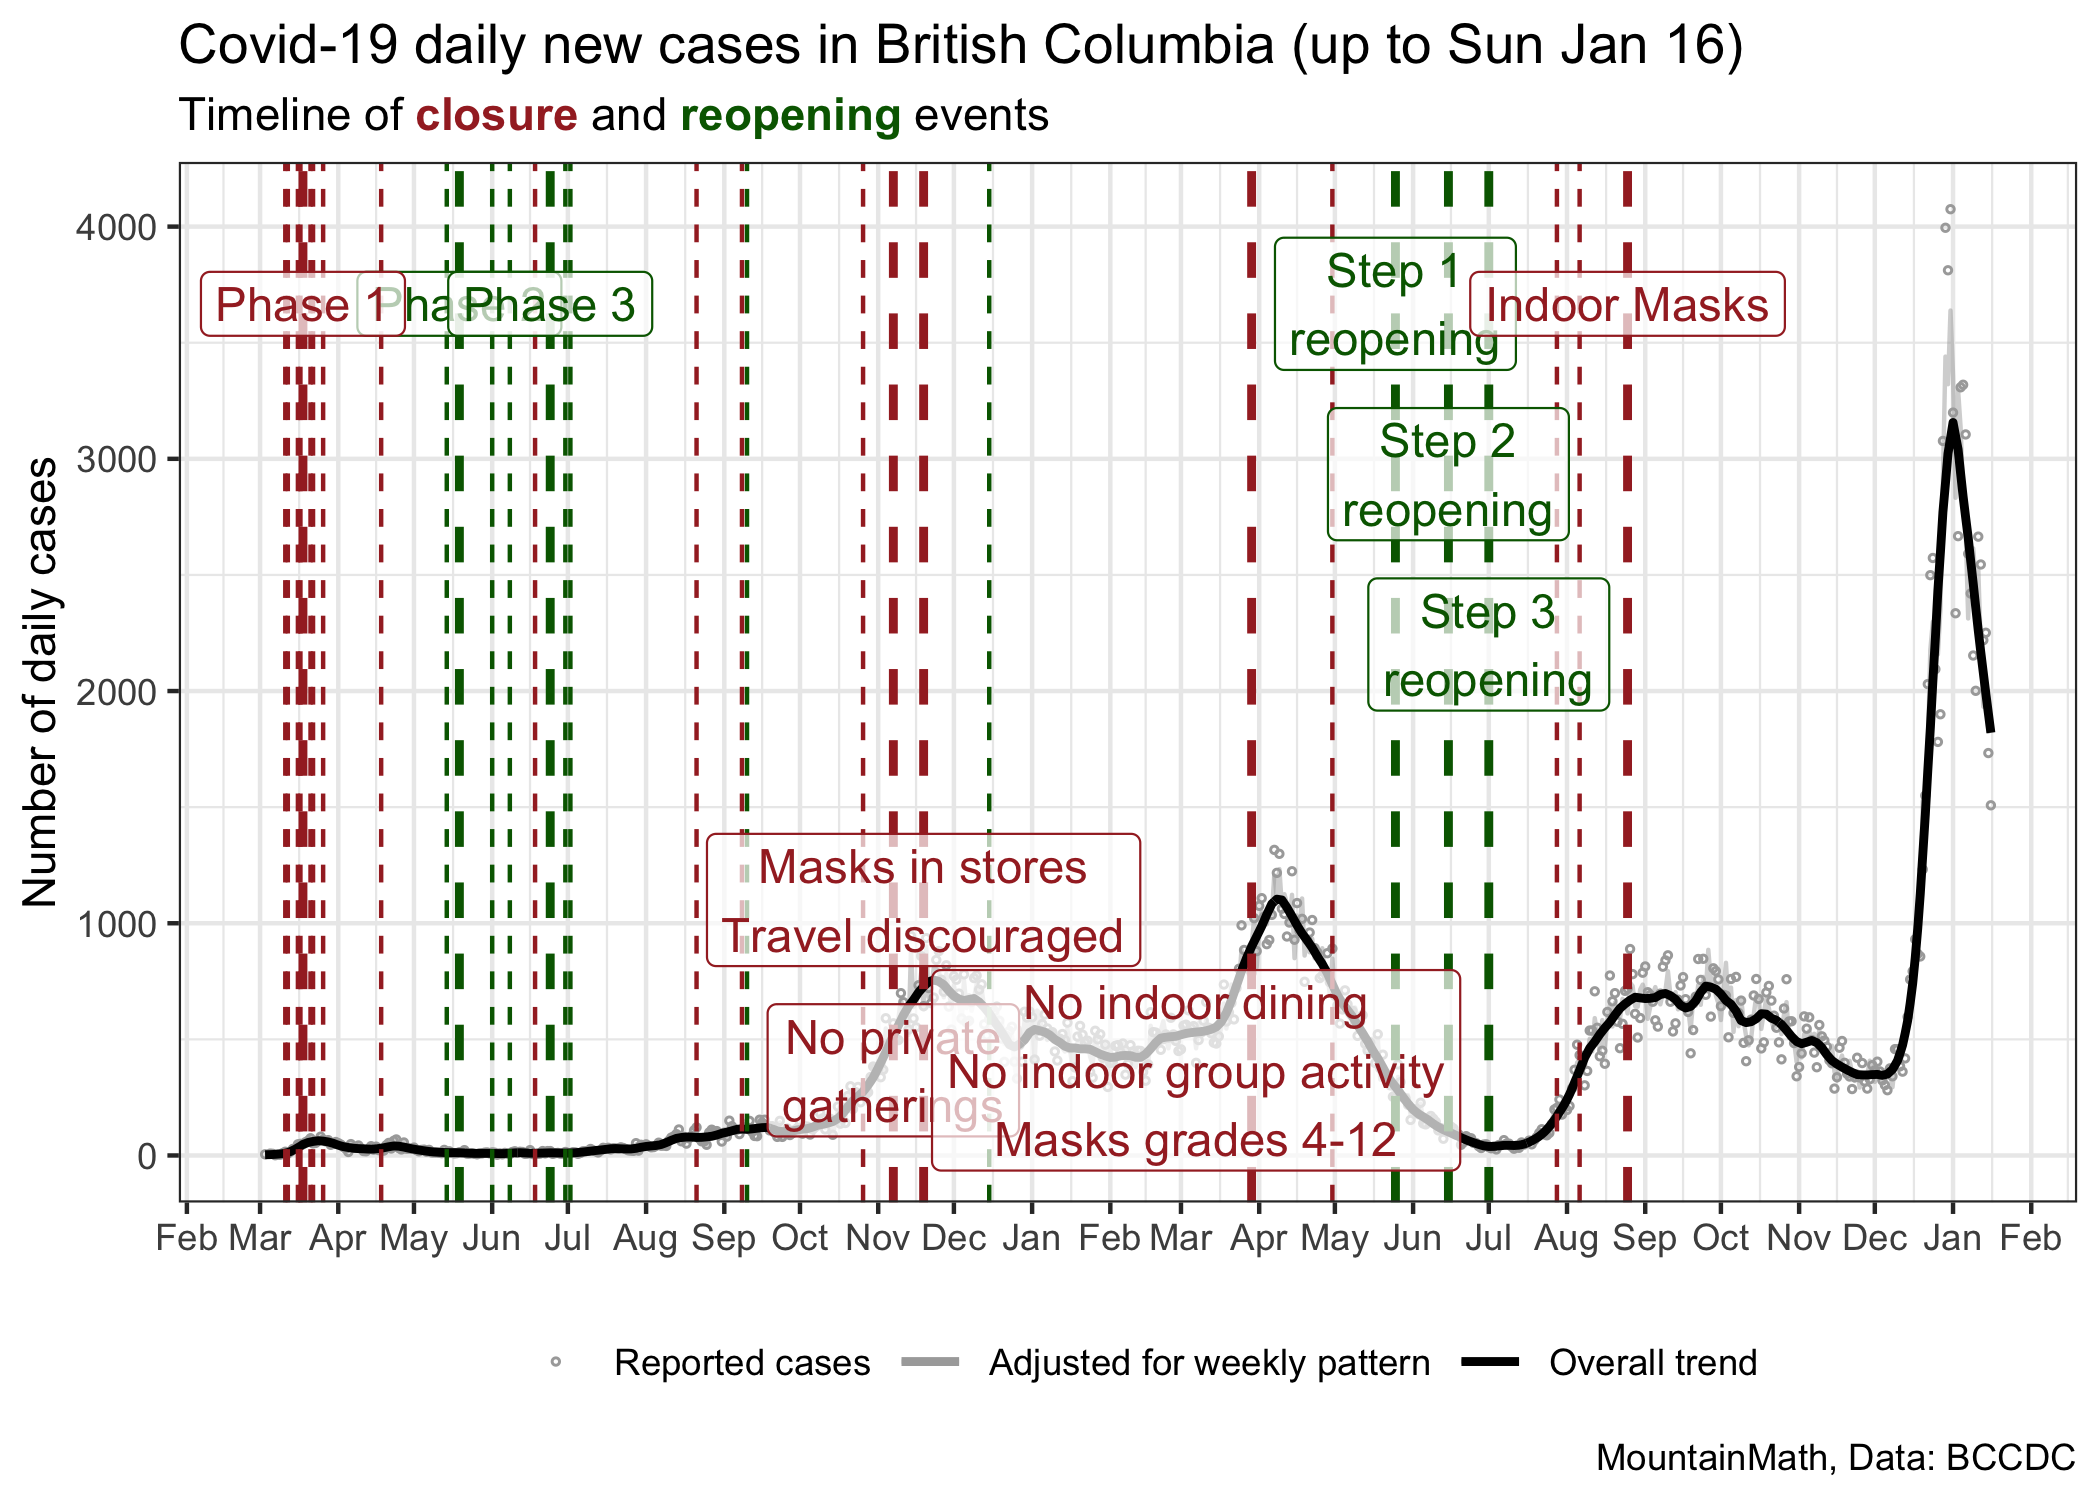 Covid-19 daily new cases in British Columbia (up to Sun Jan 16)
Timeline of closure and reopening events
Number of daily cases
4000
3000
2000
1000
0
Phase 1
Phase 2
Phase 3
Step 1
reopening
Indoor Masks
Step 2
reopening
Step 3
reopening
Masks in stores
Travel discouraged
No private
gatherings
No indoor dining
No indoor group activity
Masks grades 4-12
Feb Mar Apr May Jun Jul Aug Sep Oct Nov Dec Jan Feb Mar Apr May Jun Jul Aug Sep Oct Nov Dec Jan Feb
Reported cases Adjusted for weekly pattern Overall trend
MountainMath, Data: BCCDC